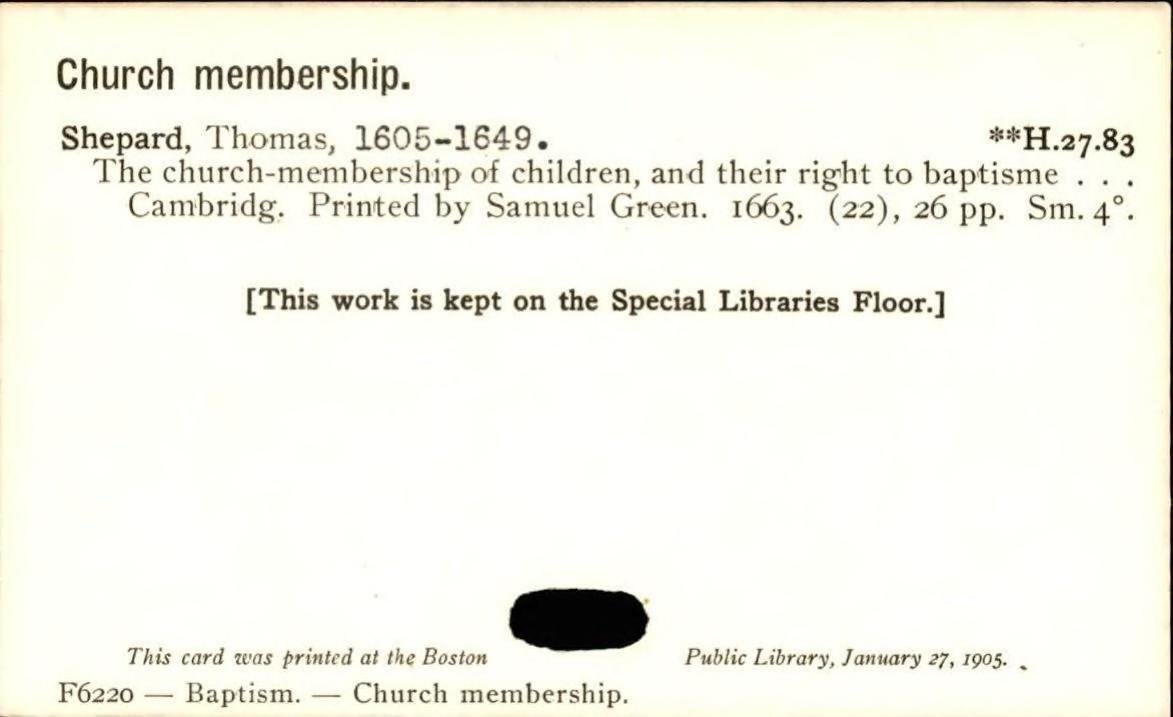 Church membership.
Shepard, Thomas, 1605-1649. **H.27.83
The church-membership of children, and their right to baptisme . . .
Cambridg. Printed by Samuel Green. 1663. (22), 26 pp. Sm. 4°.
[This work is kept on the Special Libraries Floor.]
This card was printed at the Boston Public Library, January 27, 1905.
F6220 — Baptism. — Church membership.